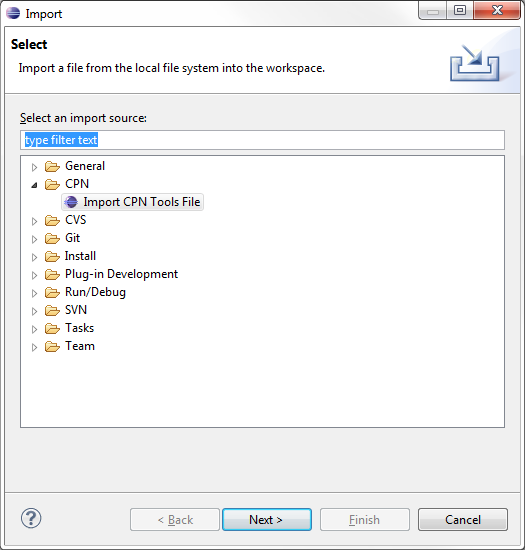 Import
Select
Import a file from the local file system into the workspace.
Select an import source:
type filter text
General
CPN
Import CPN Tools File
CVS
Git
Install
Plug-in Development
Run/Debug
SVN
Tasks
Team
?
< Back
Next >
Finish
Cancel